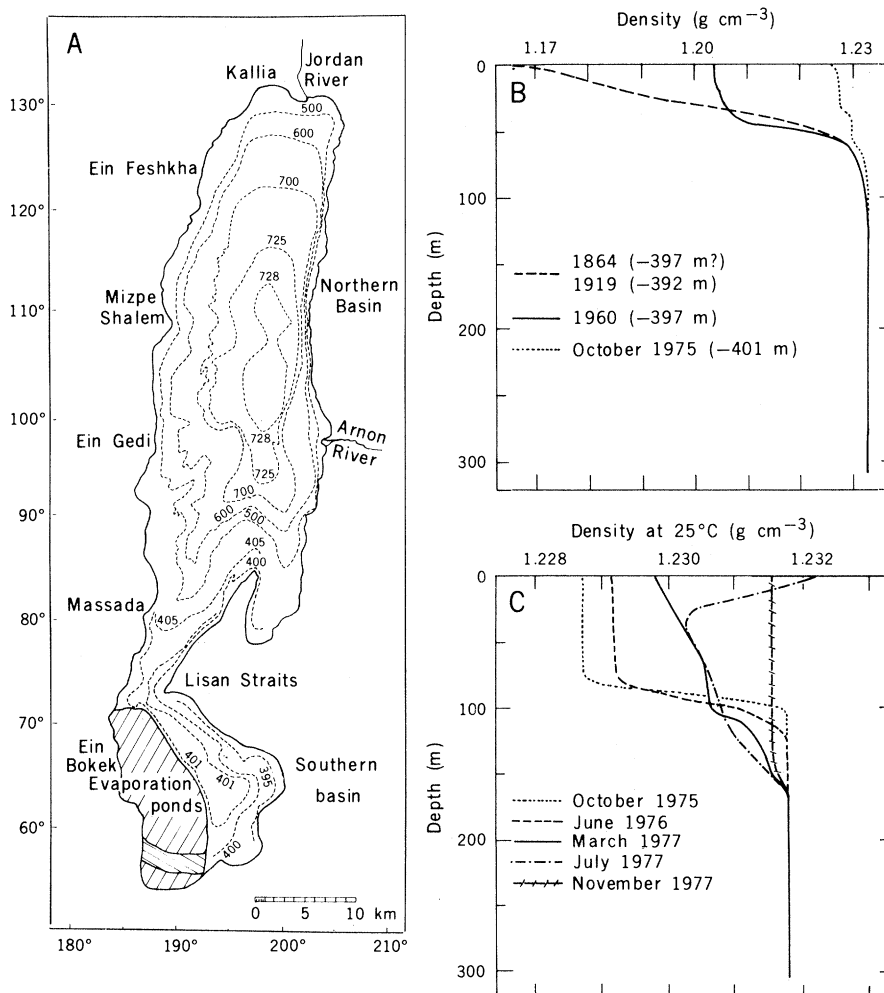 A
Kallia
Jordan
River
130°
500
600
Ein Feshkha
700
120°
725
728
Northern
Basin
Mizpe
Shalem
110°
100°
Ein Gedi
728
Arnon
River
725
700
600
500
90°
405
400
Massada
405
80°
Lisan Straits
70°
Ein
Bokek
Evaporation
ponds
401
401
395
Southern
basin
60°
400
0 5 10 km
180° 190° 200° 210°
Density (g cm−3)
1.17 1.20 1.23
B
0
100
200
300
Depth (m)
1864 (−397 m?)
1919 (−392 m)
1960 (−397 m)
October 1975 (−401 m)
Density at 25°C (g cm−3)
1.228 1.230 1.232
C
0
100
200
300
Depth (m)
October 1975
June 1976
March 1977
July 1977
November 1977